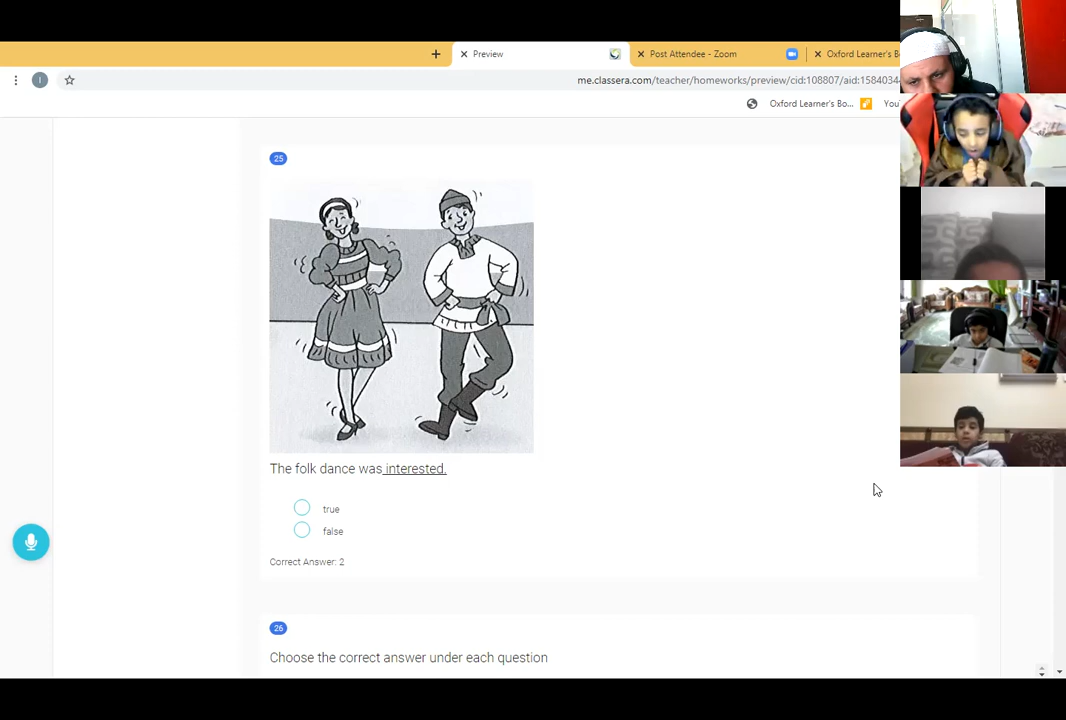 Preview
Post Attendee - Zoom
Oxford Learner's Bo
me.classera.com/teacher/homeworks/preview/cid:108807/aid:1584034
Oxford Learner's Bo...
You
25
The folk dance was interested.
true
false
Correct Answer: 2
26
Choose the correct answer under each question